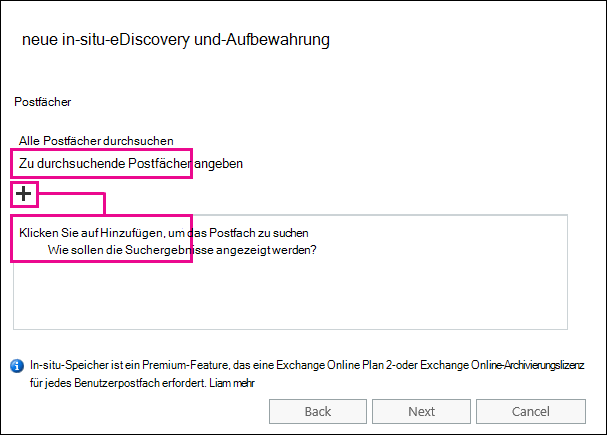 neue in-situ-eDiscovery und-Aufbewahrung
Postfächer
Alle Postfächer durchsuchen
Zu durchsuchende Postfächer angeben
+
Klicken Sie auf Hinzufügen, um das Postfach zu suchen
Wie sollen die Suchergebnisse angezeigt werden?
In-situ-Speicher ist ein Premium-Feature, das eine Exchange Online Plan 2-oder Exchange Online-Archivierungslizenz
für jedes Benutzerpostfach erfordert. Liam mehr
Back Next Cancel